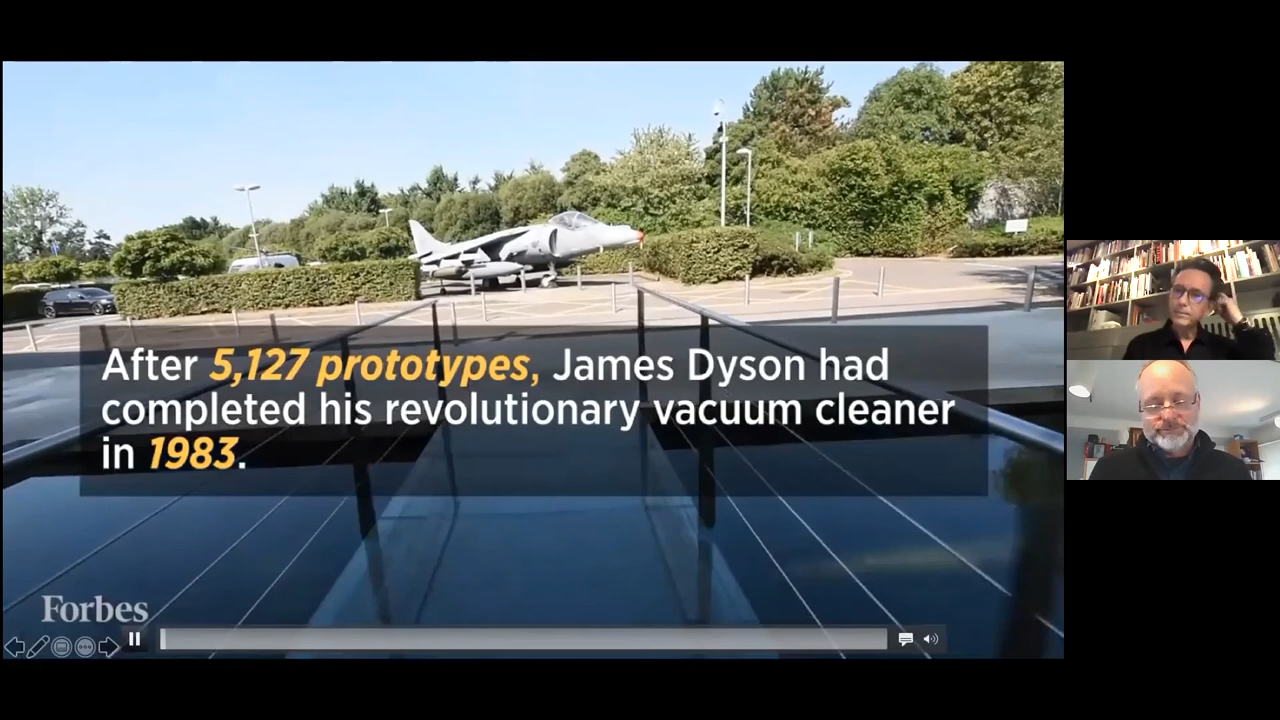 After 5,127 prototypes, James Dyson had
completed his revolutionary vacuum cleaner
in 1983.
Forbes